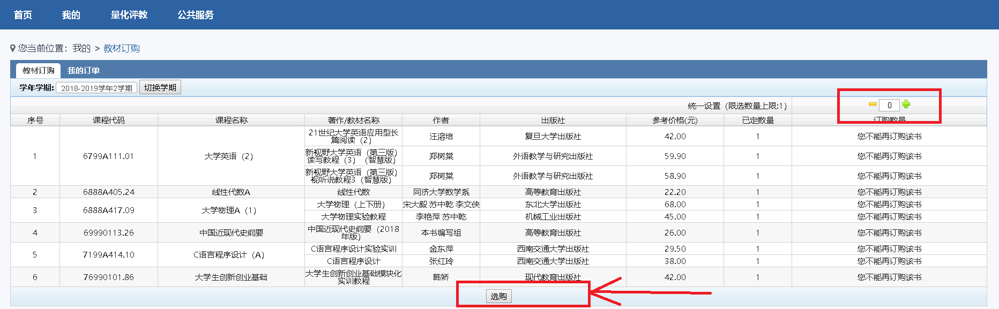 首页 我的 量化评教 公共服务
您当前位置： 我的 > 教材订购
教材订购 我的订单
学年学期: 2018-2019学年2学期 切换学期
统一设置（限选数量上限:1） 0
序号 课程代码 课程名称 著作/教材名称 作者 出版社 参考价格(元) 已定数量 订购数量
1 6799A111.01 大学英语（2） 21世纪大学英语应用型长篇阅读（2） 汪溶培 复旦大学出版社 42.00 1 您不能再订购该书
新视野大学英语（第三版）读写教程（3）（智慧版） 郑树棠 外语教学与研究出版社 59.90 1 您不能再订购该书
新视野大学英语（第三版）视听说教程3（智慧版） 郑树棠 外语教学与研究出版社 58.90 1 您不能再订购该书
2 6888A405.24 线性代数A 线性代数 同济大学数学系 高等教育出版社 22.20 1 您不能再订购该书
3 6888A417.09 大学物理A（1） 大学物理（上下册） 宋大毅 苏中乾 李文侠 东北大学出版社 68.00 1 您不能再订购该书
大学物理实验教程 李艳萍 苏中乾 机械工业出版社 45.00 1 您不能再订购该书
4 69990113.26 中国近现代史纲要 中国近现代史纲要（2018年版） 本书编写组 高等教育出版社 26.00 1 您不能再订购该书
5 7199A414.10 C语言程序设计（A） C语言程序设计实验实训 金东萍 西南交通大学出版社 29.50 1 您不能再订购该书
C语言程序设计 张红玲 西南交通大学出版社 38.00 1 您不能再订购该书
6 76990101.86 大学生创新创业基础 大学生创新创业基础模块化实训教程 韩娇 现代教育出版社 42.00 1 您不能再订购该书
选购